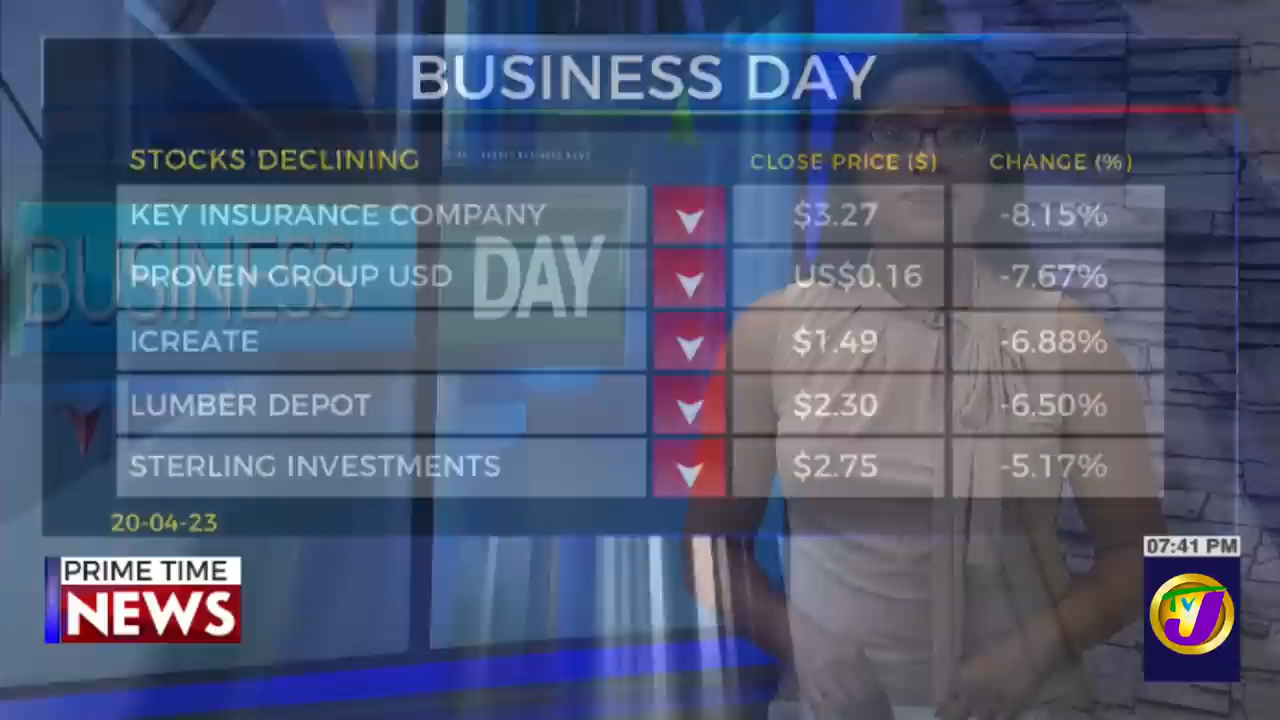 BUSINESS DAY
STOCKS DECLINING CLOSE PRICE ($) CHANGE (%)
KEY INSURANCE COMPANY $3.27 -8.15%
PROVEN GROUP USD US$0.16 -7.67%
ICREATE $1.49 -6.88%
LUMBER DEPOT $2.30 -6.50%
STERLING INVESTMENTS $2.75 -5.17%
BUSINESS DAY
20-04-23
PRIME TIME
NEWS
07:41 PM
TVJ